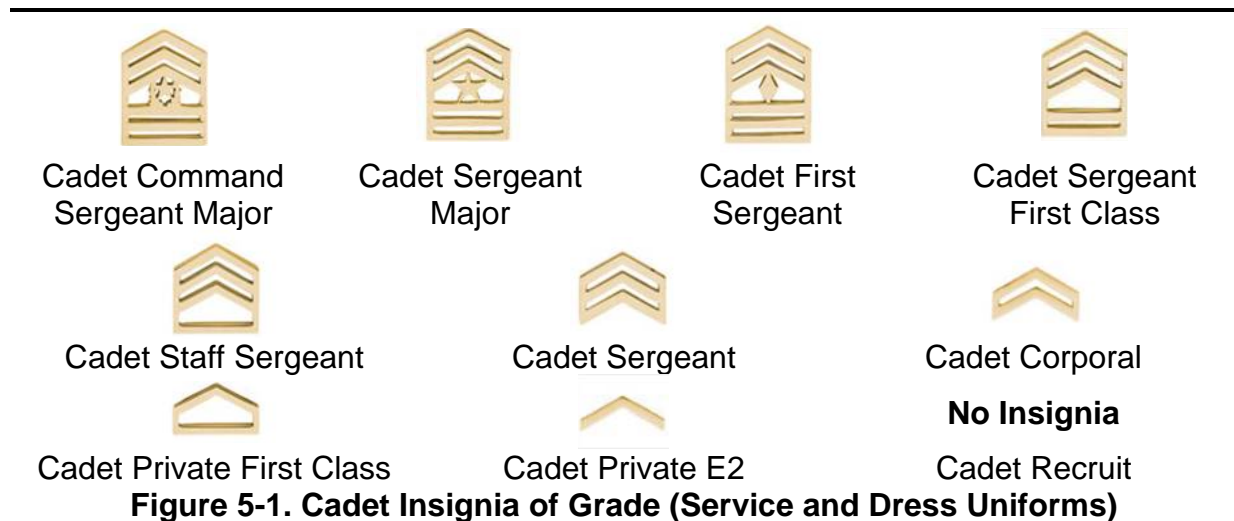 Cadet Command Sergeant Major
Cadet Sergeant Major
Cadet First Sergeant
Cadet Sergeant First Class
Cadet Staff Sergeant
Cadet Sergeant
Cadet Corporal
No Insignia
Cadet Private First Class
Cadet Private E2
Cadet Recruit
Figure 5-1. Cadet Insignia of Grade (Service and Dress Uniforms)